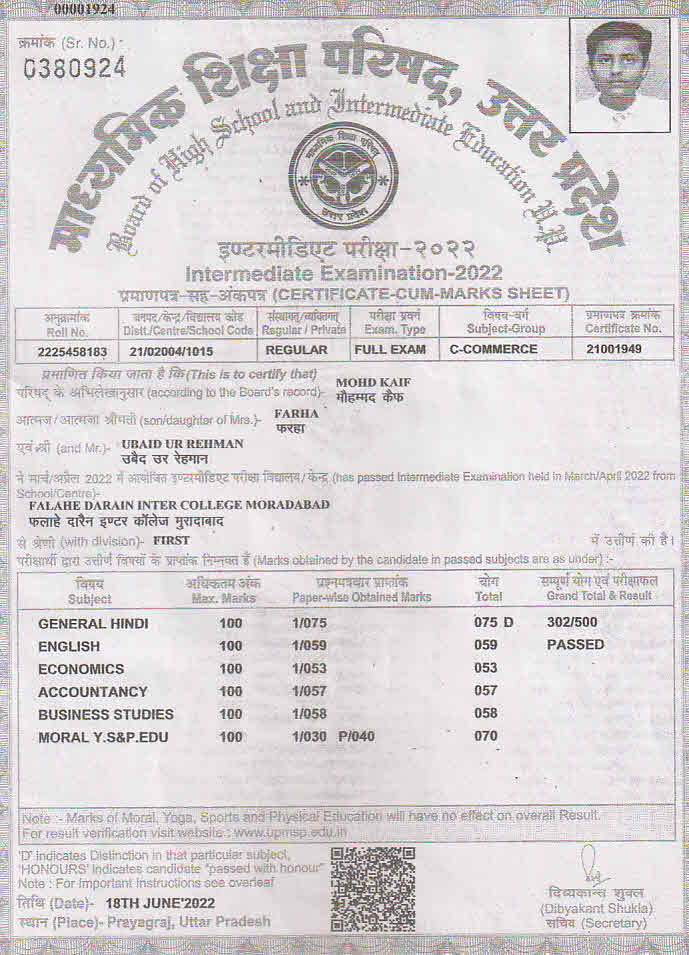 00001924
क्रमांक (Sr. No.) :
0380924
माध्यमिक शिक्षा परिषद्, उत्तर प्रदेश
Board of High School and Intermediate Education U.P.
माध्यमिक शिक्षा परिषद
उत्तर प्रदेश
इण्टरमीडिएट परीक्षा-२०२२
Intermediate Examination-2022
प्रमाणपत्र-सह-अंकपत्र (CERTIFICATE-CUM-MARKS SHEET)
अनुक्रमांक जनपद/केन्द्र/विद्यालय कोड संस्थागत/व्यक्तिगत परीक्षा प्रवर्ग विषय-वर्ग प्रमाणपत्र क्रमांक
Roll No. Distt./Centre/School Code Regular / Private Exam. Type Subject-Group Certificate No.
2225458183 21/02004/1015 REGULAR FULL EXAM C-COMMERCE 21001949
प्रमाणित किया जाता है कि (This is to certify that)
परिषद् के अभिलेखानुसार (according to the Board's record)- MOHD KAIF
मौहम्मद कैफ
आत्मज/आत्मजा श्रीमती (son/daughter of Mrs.)- FARHA
फरहा
एवं श्री (and Mr.)- UBAID UR REHMAN
उबैद उर रेहमान
ने मार्च/अप्रैल 2022 में आयोजित इण्टरमीडिएट परीक्षा विद्यालय/केन्द्र (has passed Intermediate Examination held in March/April 2022 from
School/Centre)-
FALAHE DARAIN INTER COLLEGE MORADABAD
फलाहे दारैन इण्टर कॉलेज मुरादाबाद
से श्रेणी (with division)- FIRST में उत्तीर्ण की है।
परीक्षार्थी द्वारा उत्तीर्ण विषयों के प्राप्तांक निम्नवत हैं (Marks obtained by the candidate in passed subjects are as under) :-
विषय अधिकतम अंक प्रश्नपत्रवार प्राप्तांक योग सम्पूर्ण योग एवं परीक्षाफल
Subject Max. Marks Paper-wise Obtained Marks Total Grand Total & Result
GENERAL HINDI 100 1/075 075 D 302/500
ENGLISH 100 1/059 059 PASSED
ECONOMICS 100 1/053 053
ACCOUNTANCY 100 1/057 057
BUSINESS STUDIES 100 1/058 058
MORAL Y.S&P.EDU 100 1/030 P/040 070
Note :- Marks of Moral, Yoga, Sports and Physical Education will have no effect on overall Result.
For result verification visit website : www.upmsp.edu.in
'D' indicates Distinction in that particular subject,
'HONOURS' indicates candidate "passed with honour"
Note : For Important Instructions see overleaf
तिथि (Date)- 18TH JUNE'2022
स्थान (Place)- Prayagraj, Uttar Pradesh
दिव्यकान्त शुक्ल
(Dibyakant Shukla)
सचिव (Secretary)